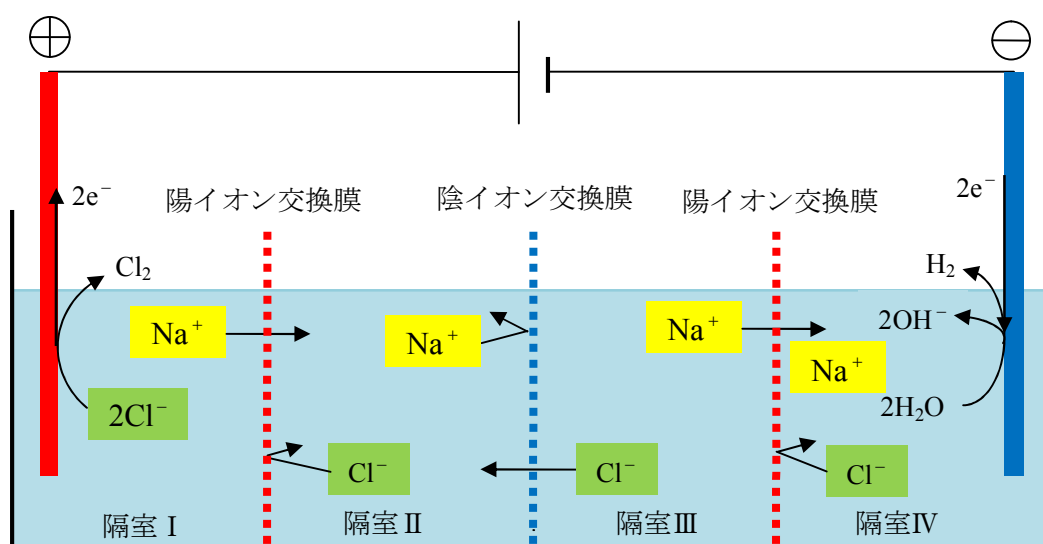 ⊕
⊖
2e⁻
陽イオン交換膜
陰イオン交換膜
陽イオン交換膜
2e⁻
Cl₂
H₂
Na⁺
Na⁺
Na⁺
2OH⁻
Na⁺
2Cl⁻
2H₂O
Cl⁻
Cl⁻
Cl⁻
隔室Ⅰ
隔室Ⅱ
隔室Ⅲ
隔室Ⅳ